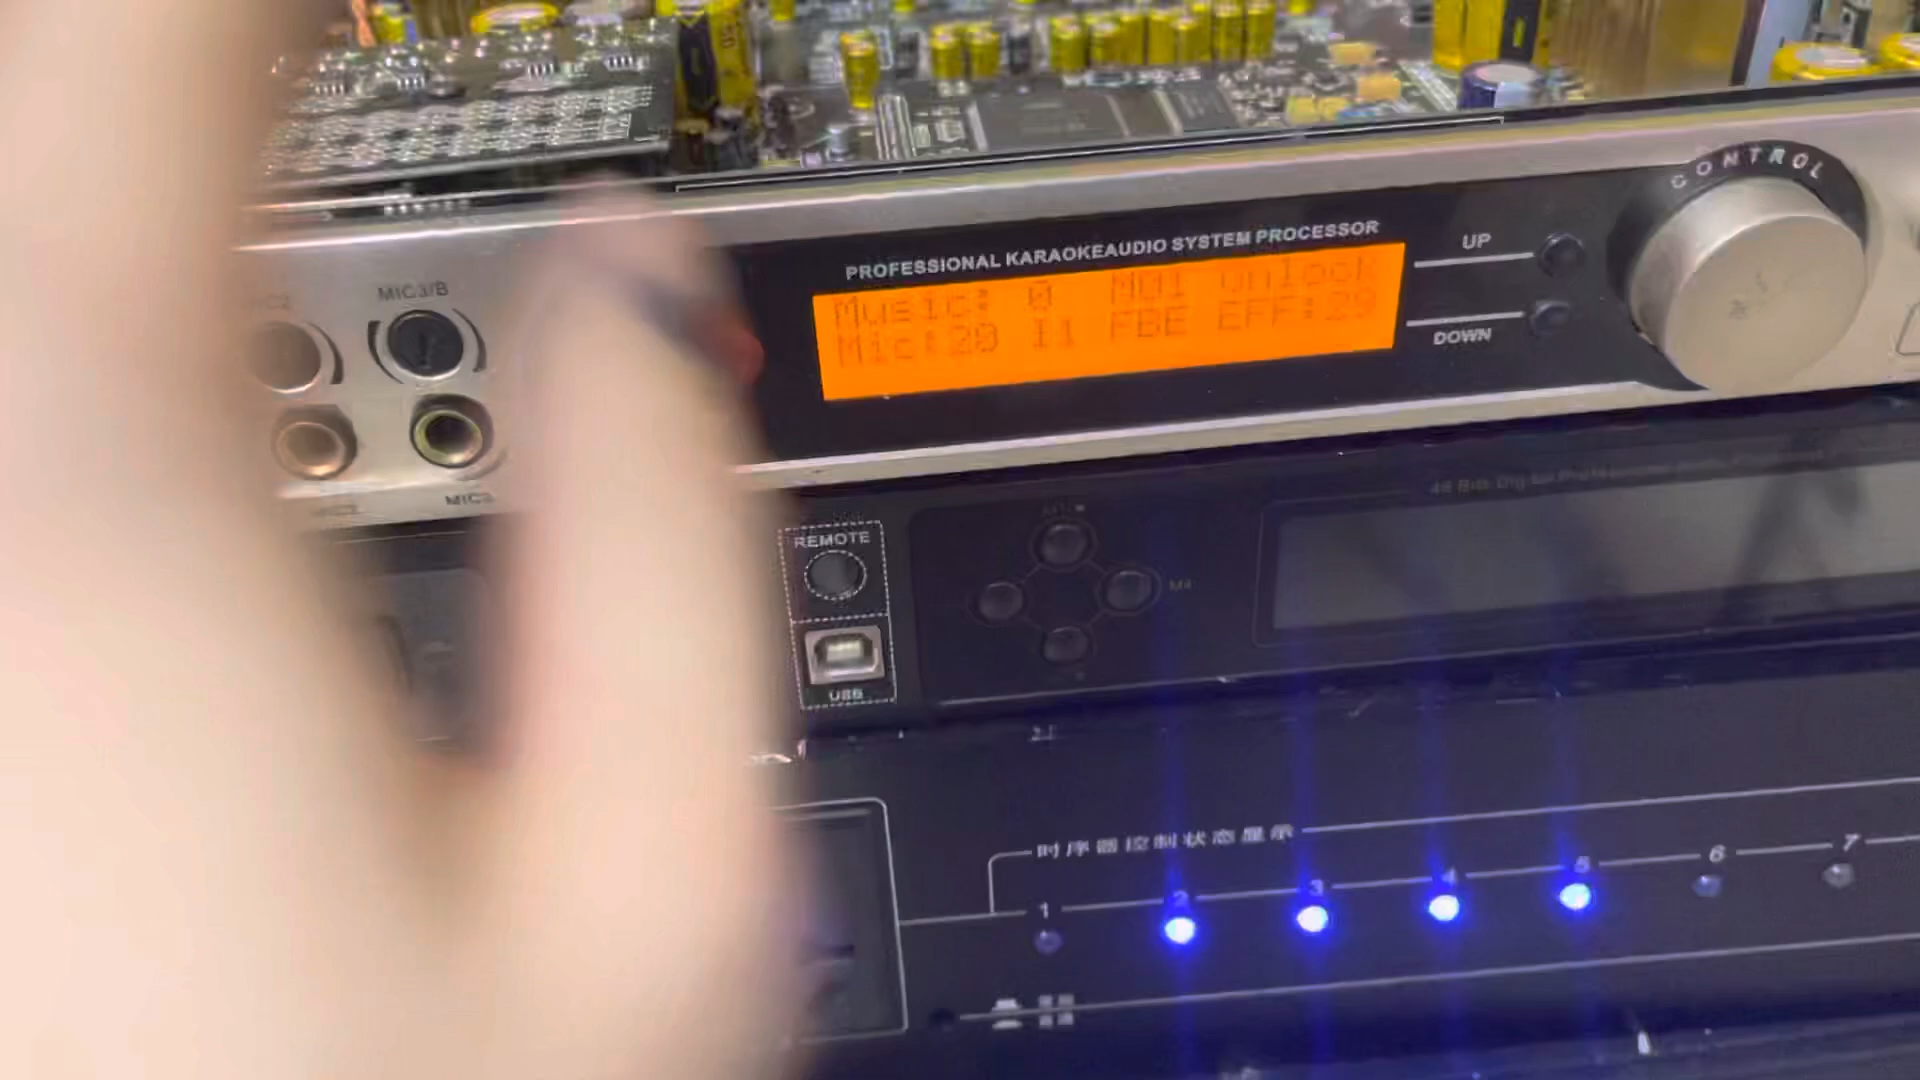 CONTROL
PROFESSIONAL KARAOKEAUDIO SYSTEM PROCESSOR
UP
Music: 0 M01 unlock
Mic:20 I1 FBE EFF:29
DOWN
MIC3/B
REMOTE
M4
USB
时序器控制状态显示
1 2 3 4 5 6 7